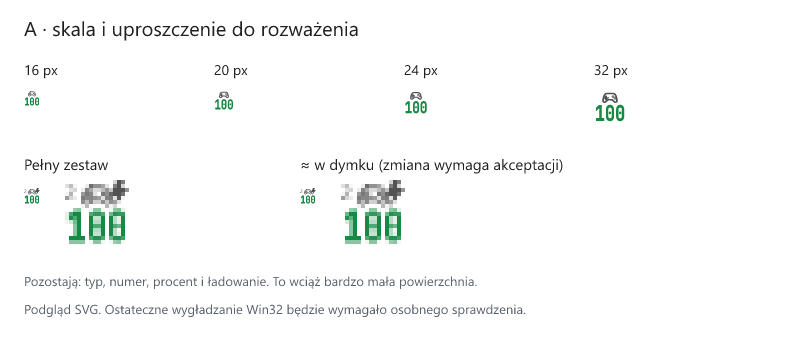 A · skala i uproszczenie do rozważenia
16 px 20 px 24 px 32 px
100 100 100 100
Pełny zestaw ≈ w dymku (zmiana wymaga akceptacji)
100 100 100 100
Pozostają: typ, numer, procent i ładowanie. To wciąż bardzo mała powierzchnia.
Podgląd SVG. Ostateczne wygładzanie Win32 będzie wymagało osobnego sprawdzenia.